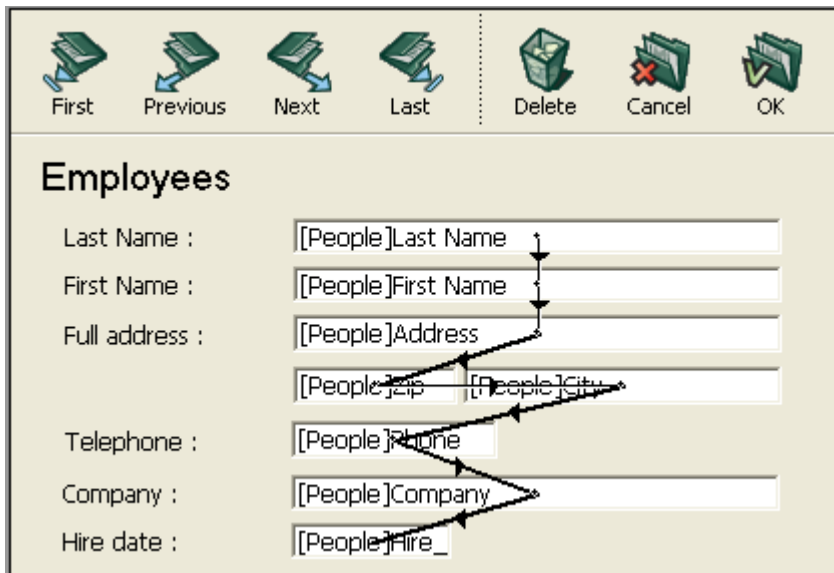 First Previous Next Last Delete Cancel OK
Employees
Last Name : [People]Last Name
First Name : [People]First Name
Full address : [People]Address
[People]Zip [People]City
Telephone : [People]Phone
Company : [People]Company
Hire date : [People]Hire_